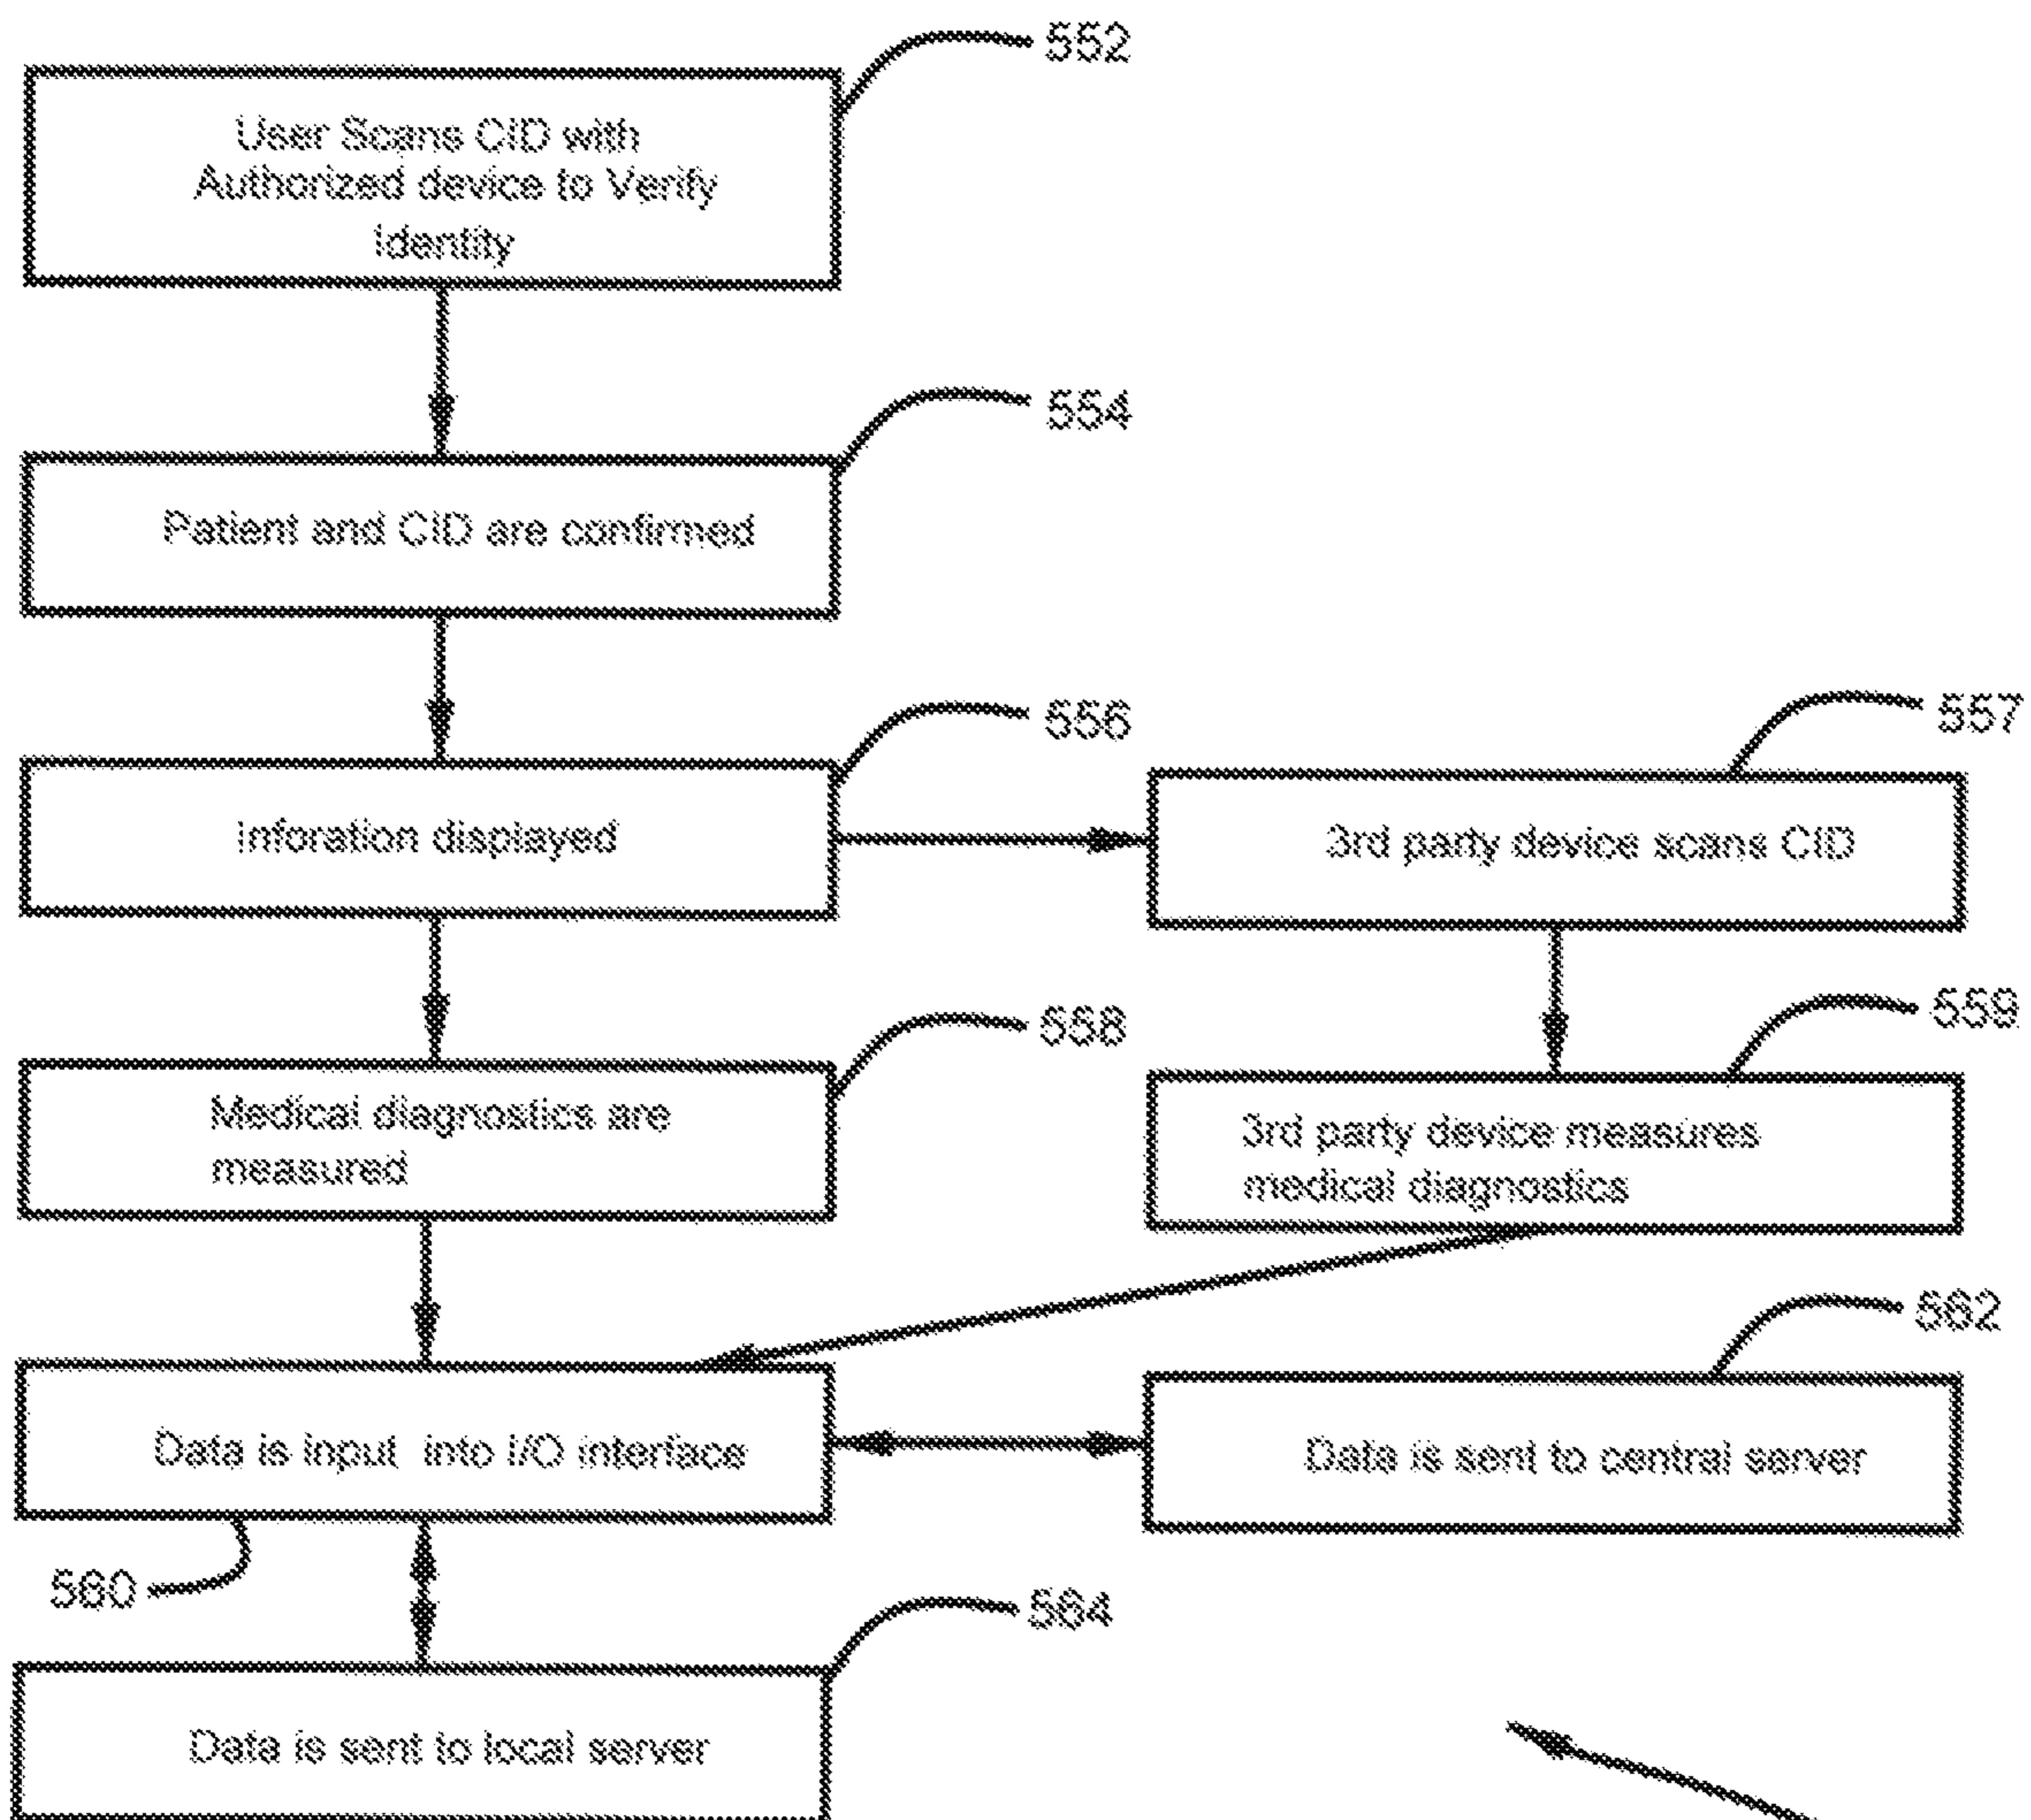 552
User Scans CID with
Authorized device to Verify
Identity
554
Patient and CID are confirmed
556
Inforation displayed
557
3rd party device scans CID
558
Medical diagnostics are
measured
559
3rd party device measures
medical diagnostics
560
Data is input into I/O interface
562
Data is sent to central server
564
Data is sent to local server